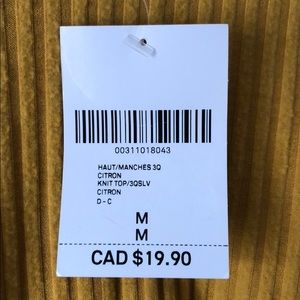 00311018043
HAUT/MANCHES 3Q
CITRON
KNIT TOP/3QSLV
CITRON
D - C
M
M
CAD $19.90